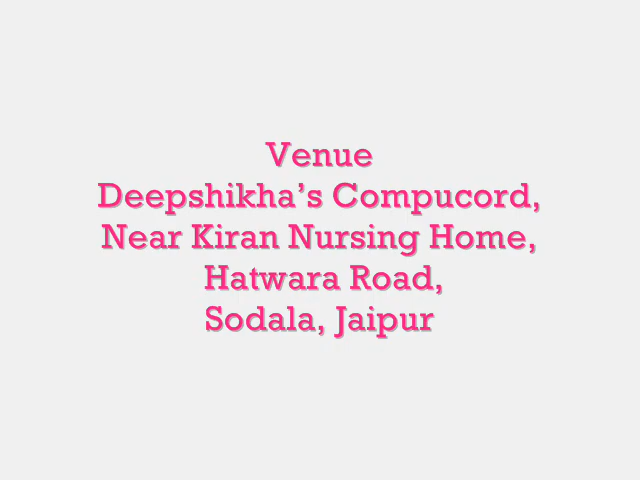 Venue
Deepshikha's Compucord,
Near Kiran Nursing Home,
Hatwara Road,
Sodala, Jaipur